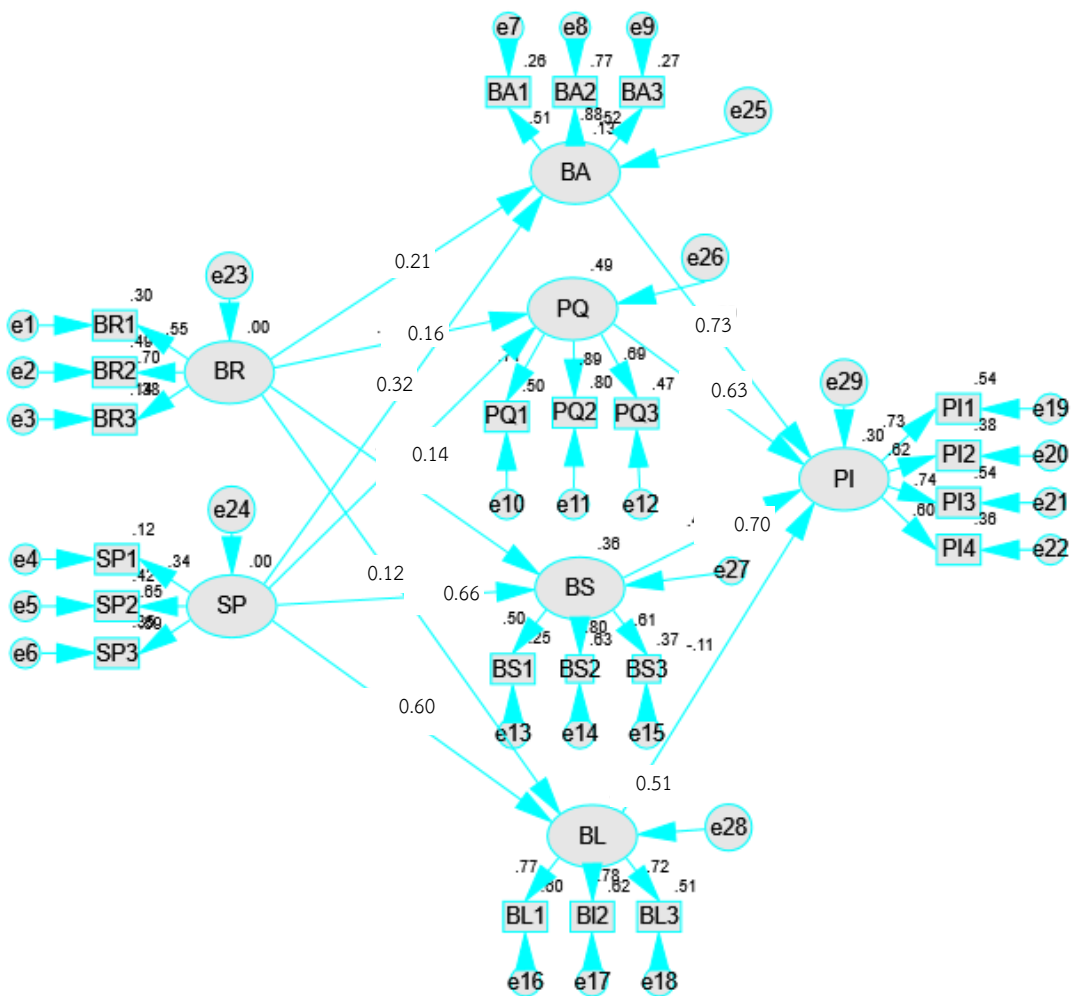 e7 e8 e9
.26 .77 .27
BA1 BA2 BA3
e25
.51 .88 .52
.13
BA
0.21
e26
e23
.49
.30
PQ
e1 BR1 .55 .00
0.16
0.73
.49
.70
e2 BR2 BR
.89 .69
e29
0.32
0.63
.50 .80 .47
.54
e3 BR3
PQ1 PQ2 PQ3
.73 PI1 e19
.30 .38
0.14
.62 PI2 e20
PI
.54
e24
e10 e11 e12
.74 PI3 e21
.12
0.70
.60 .36
e4 SP1 .34 .00
.36
PI4 e22
0.12
e27
.42
.65
BS
e5 SP2 SP
0.66
.50 .80 .61
.25 .63 .37 -.11
e6 SP3
BS1 BS2 BS3
0.60
e13 e14 e15
0.51
e28
BL
.77 .78 .72
.60 .62 .51
BL1 Bl2 BL3
e16 e17 e18